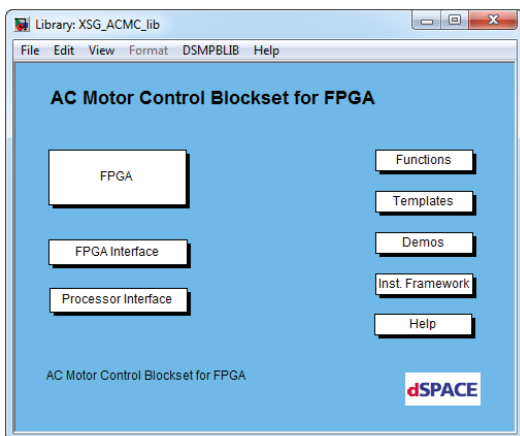 Library: XSG_ACMC_lib
File Edit View Format DSMPBLIB Help
AC Motor Control Blockset for FPGA
FPGA
Functions
Templates
FPGA Interface
Demos
Processor Interface
Inst. Framework
Help
AC Motor Control Blockset for FPGA
dSPACE